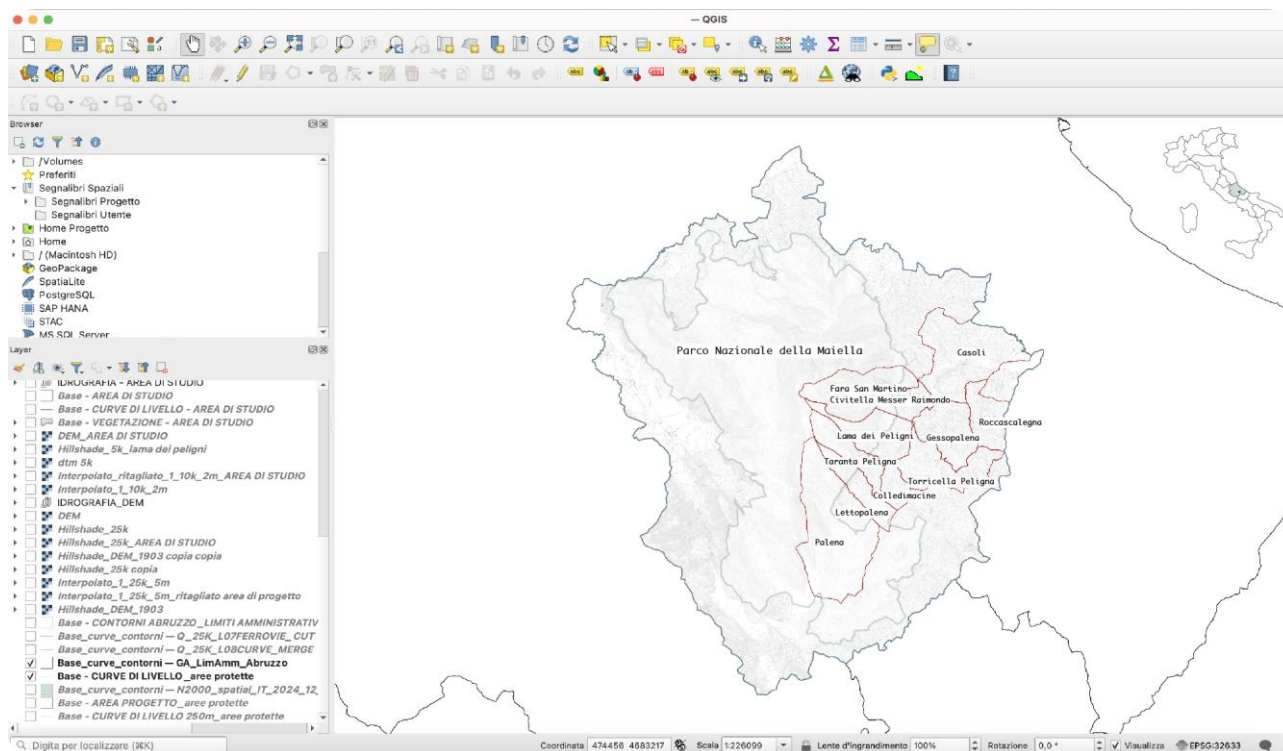 — QGIS
Browser
/Volumes
Preferiti
Segnalibri Spaziali
Segnalibri Progetto
Segnalibri Utente
Home Progetto
Home
/ (Macintosh HD)
GeoPackage
SpatiaLite
PostgreSQL
SAP HANA
STAC
MS SQL Server
Layer
IDROGRAFIA - AREA DI STUDIO
Base - AREA DI STUDIO
Base - CURVE DI LIVELLO - AREA DI STUDIO
Base - VEGETAZIONE - AREA DI STUDIO
DEM_AREA DI STUDIO
Hillshade_5k_lama dei peligni
dtm 5k
Interpolato_ritagliato_1_10k_2m_AREA DI STUDIO
Interpolato_1_10k_2m
IDROGRAFIA_DEM
DEM
Hillshade_25k
Hillshade_25k_AREA DI STUDIO
Hillshade_DEM_1903 copia copia
Hillshade_25k copia
Interpolato_1_25k_5m
Interpolato_1_25k_5m_ritagliato area di progetto
Hillshade_DEM_1903
Base - CONTORNI ABRUZZO_LIMITI AMMINISTRATIV
Base_curve_contorni — Q_25K_L07FERROVIE_CUT
Base_curve_contorni — Q_25K_L08CURVE_MERGE
Base_curve_contorni — GA_LimAmm_Abruzzo
Base - CURVE DI LIVELLO_aree protette
Base_curve_contorni — N2000_spatial_IT_2024_12_
Base - AREA PROGETTO_aree protette
Base - CURVE DI LIVELLO 250m_aree protette
Parco Nazionale della Maiella
Casoli
Fara San Martino
Civitella Messer Raimondo
Roccascalegna
Lama dei Peligni
Gessopalena
Taranta Peligna
Torricella Peligna
Colledimacine
Lettopalena
Palena
Digita per localizzare (⌘K)
Coordinata 474456 4683217 Scala 1:226099 Lente d'ingrandimento 100% Rotazione 0,0 ° Visualizza EPSG:32633